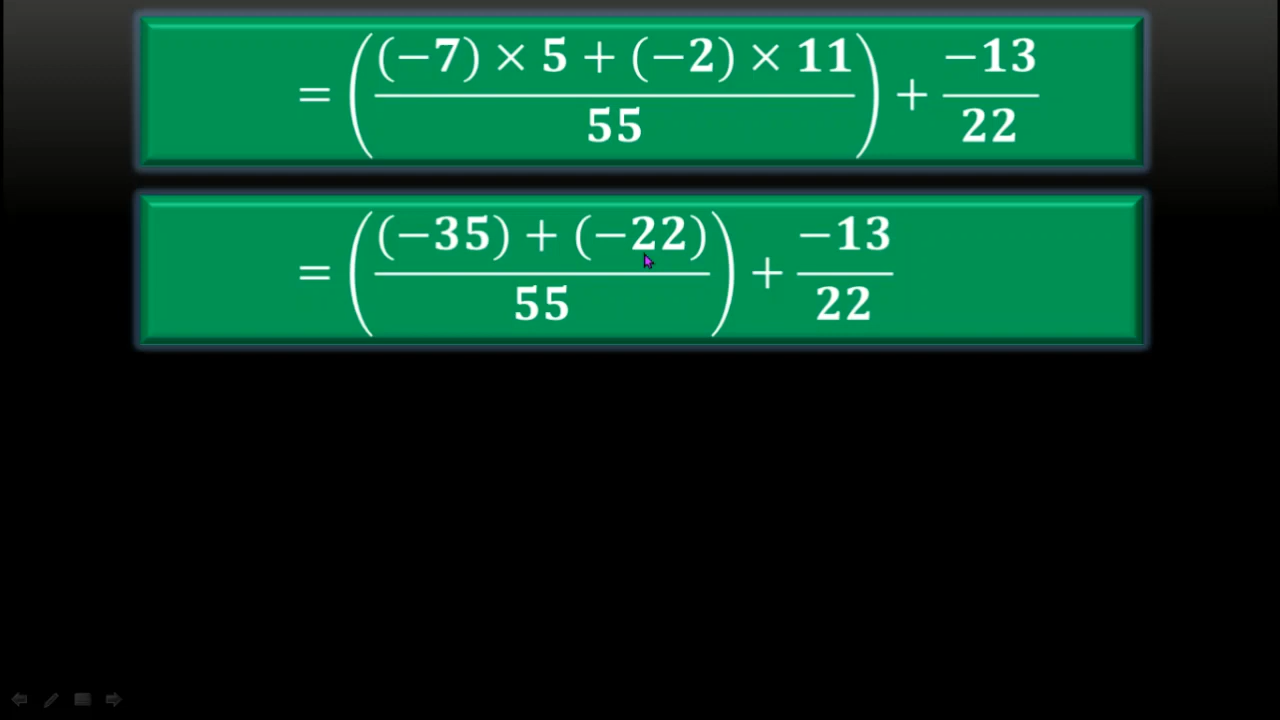 = (((−7) × 5 + (−2) × 11) / 55) + (−13 / 22)
= (((−35) + (−22)) / 55) + (−13 / 22)